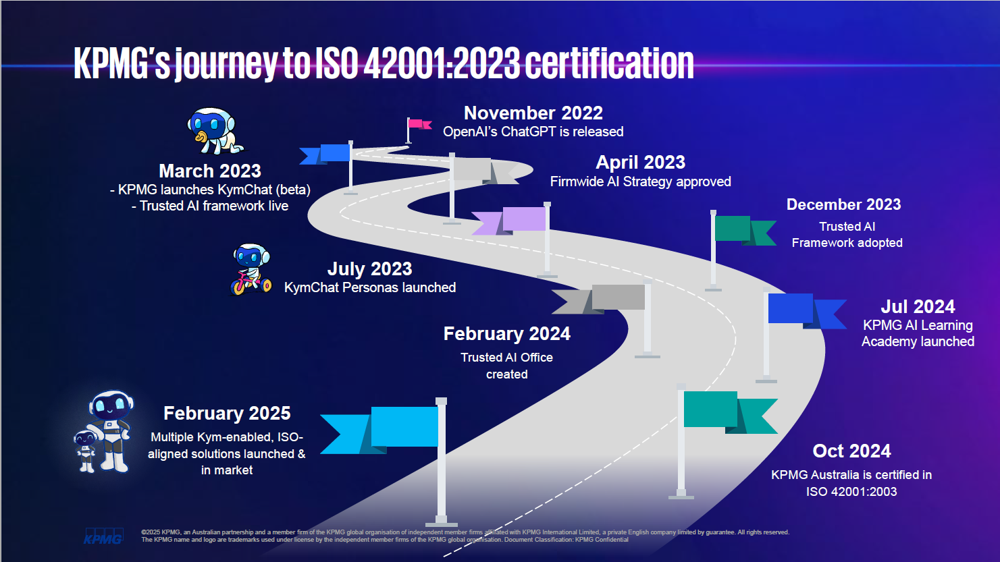 KPMG's journey to ISO 42001:2023 certification
November 2022
OpenAI's ChatGPT is released
March 2023
- KPMG launches KymChat (beta)
- Trusted AI framework live
April 2023
Firmwide AI Strategy approved
July 2023
KymChat Personas launched
December 2023
Trusted AI
Framework adopted
February 2024
Trusted AI Office
created
Jul 2024
KPMG AI Learning
Academy launched
Oct 2024
KPMG Australia is certified in
ISO 42001:2003
February 2025
Multiple Kym-enabled, ISO-
aligned solutions launched &
in market
KPMG
©2025 KPMG, an Australian partnership and a member firm of the KPMG global organisation of independent member firms affiliated with KPMG International Limited, a private English company limited by guarantee. All rights reserved.
The KPMG name and logo are trademarks used under license by the independent member firms of the KPMG global organisation. Document Classification: KPMG Confidential